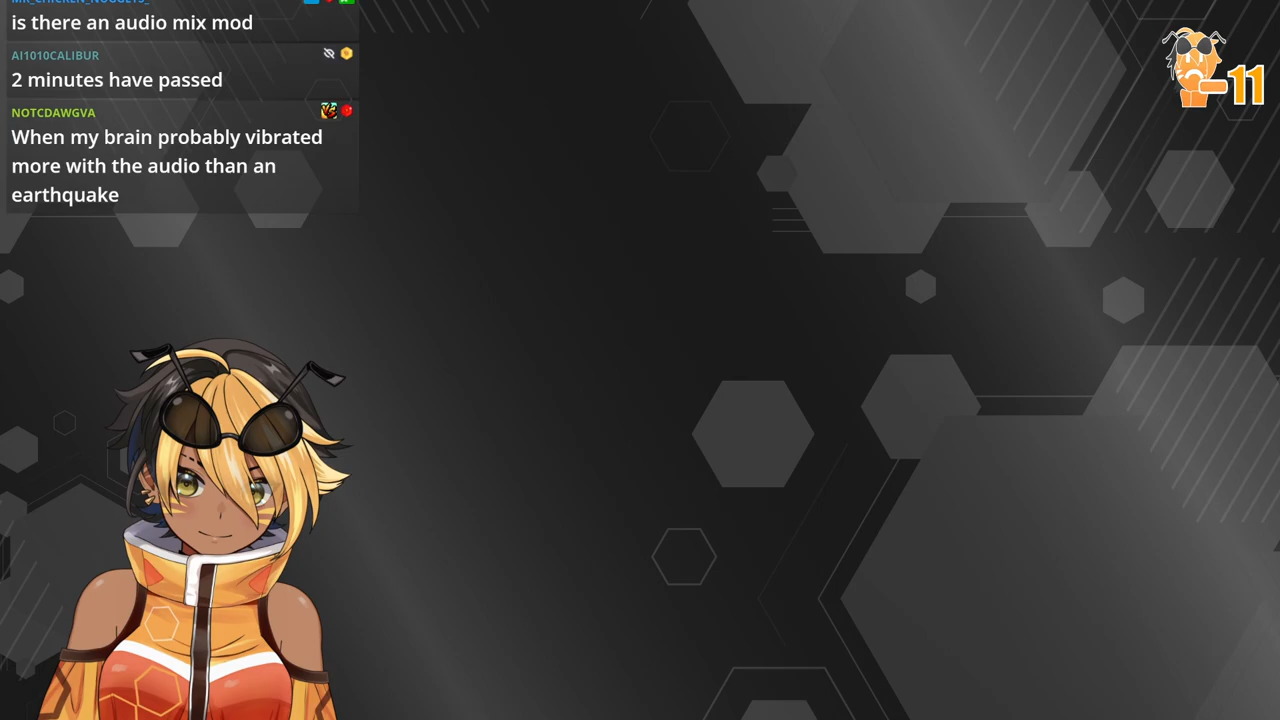 MR_CHICKEN_NUGGETS_
is there an audio mix mod
AI1010CALIBUR
2 minutes have passed
NOTCDAWGVA
When my brain probably vibrated
more with the audio than an
earthquake
-11